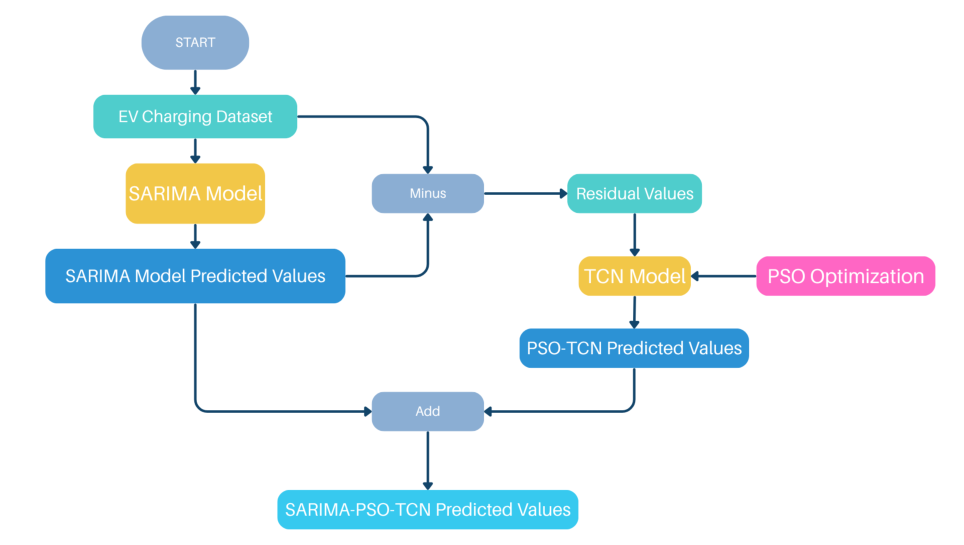 START
EV Charging Dataset
SARIMA Model
Minus
Residual Values
SARIMA Model Predicted Values
TCN Model
PSO Optimization
PSO-TCN Predicted Values
Add
SARIMA-PSO-TCN Predicted Values